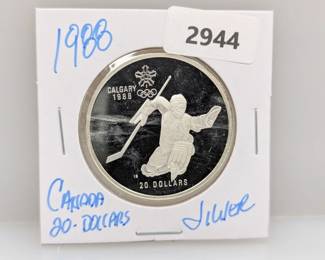 1988
2944
CALGARY
1988
20 DOLLARS
CANADA
20-DOLLARS
SILVER